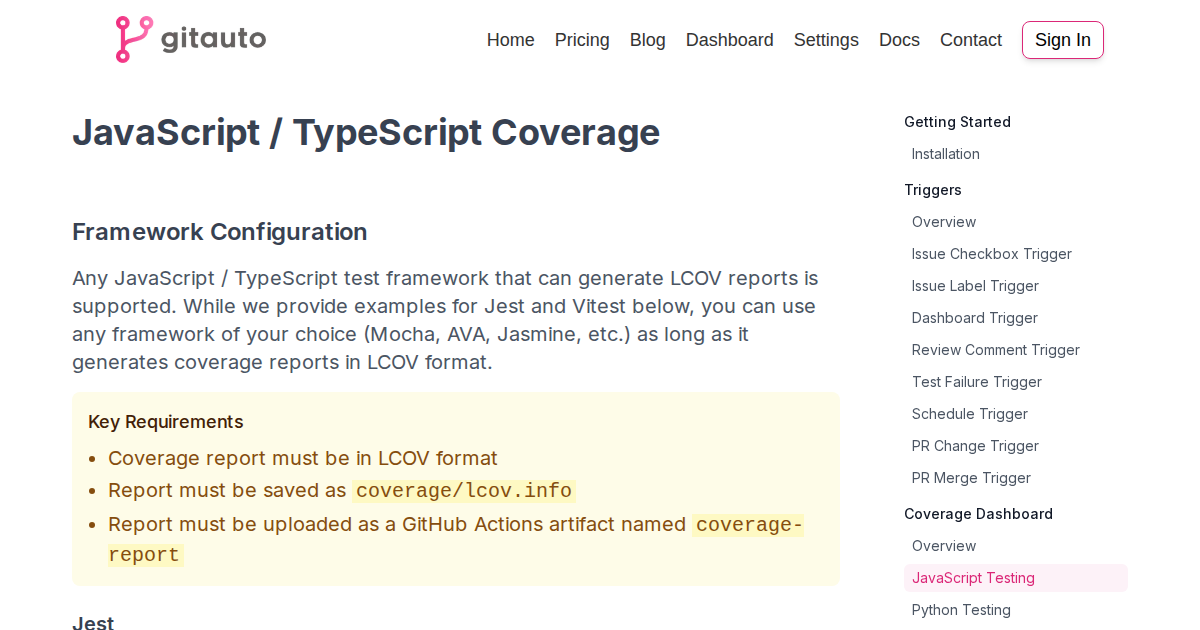 gitauto
Home Pricing Blog Dashboard Settings Docs Contact Sign In
JavaScript / TypeScript Coverage
Framework Configuration
Any JavaScript / TypeScript test framework that can generate LCOV reports is
supported. While we provide examples for Jest and Vitest below, you can use
any framework of your choice (Mocha, AVA, Jasmine, etc.) as long as it
generates coverage reports in LCOV format.
Key Requirements
• Coverage report must be in LCOV format
• Report must be saved as coverage/lcov.info
• Report must be uploaded as a GitHub Actions artifact named coverage-
report
Jest
Getting Started
Installation
Triggers
Overview
Issue Checkbox Trigger
Issue Label Trigger
Dashboard Trigger
Review Comment Trigger
Test Failure Trigger
Schedule Trigger
PR Change Trigger
PR Merge Trigger
Coverage Dashboard
Overview
JavaScript Testing
Python Testing